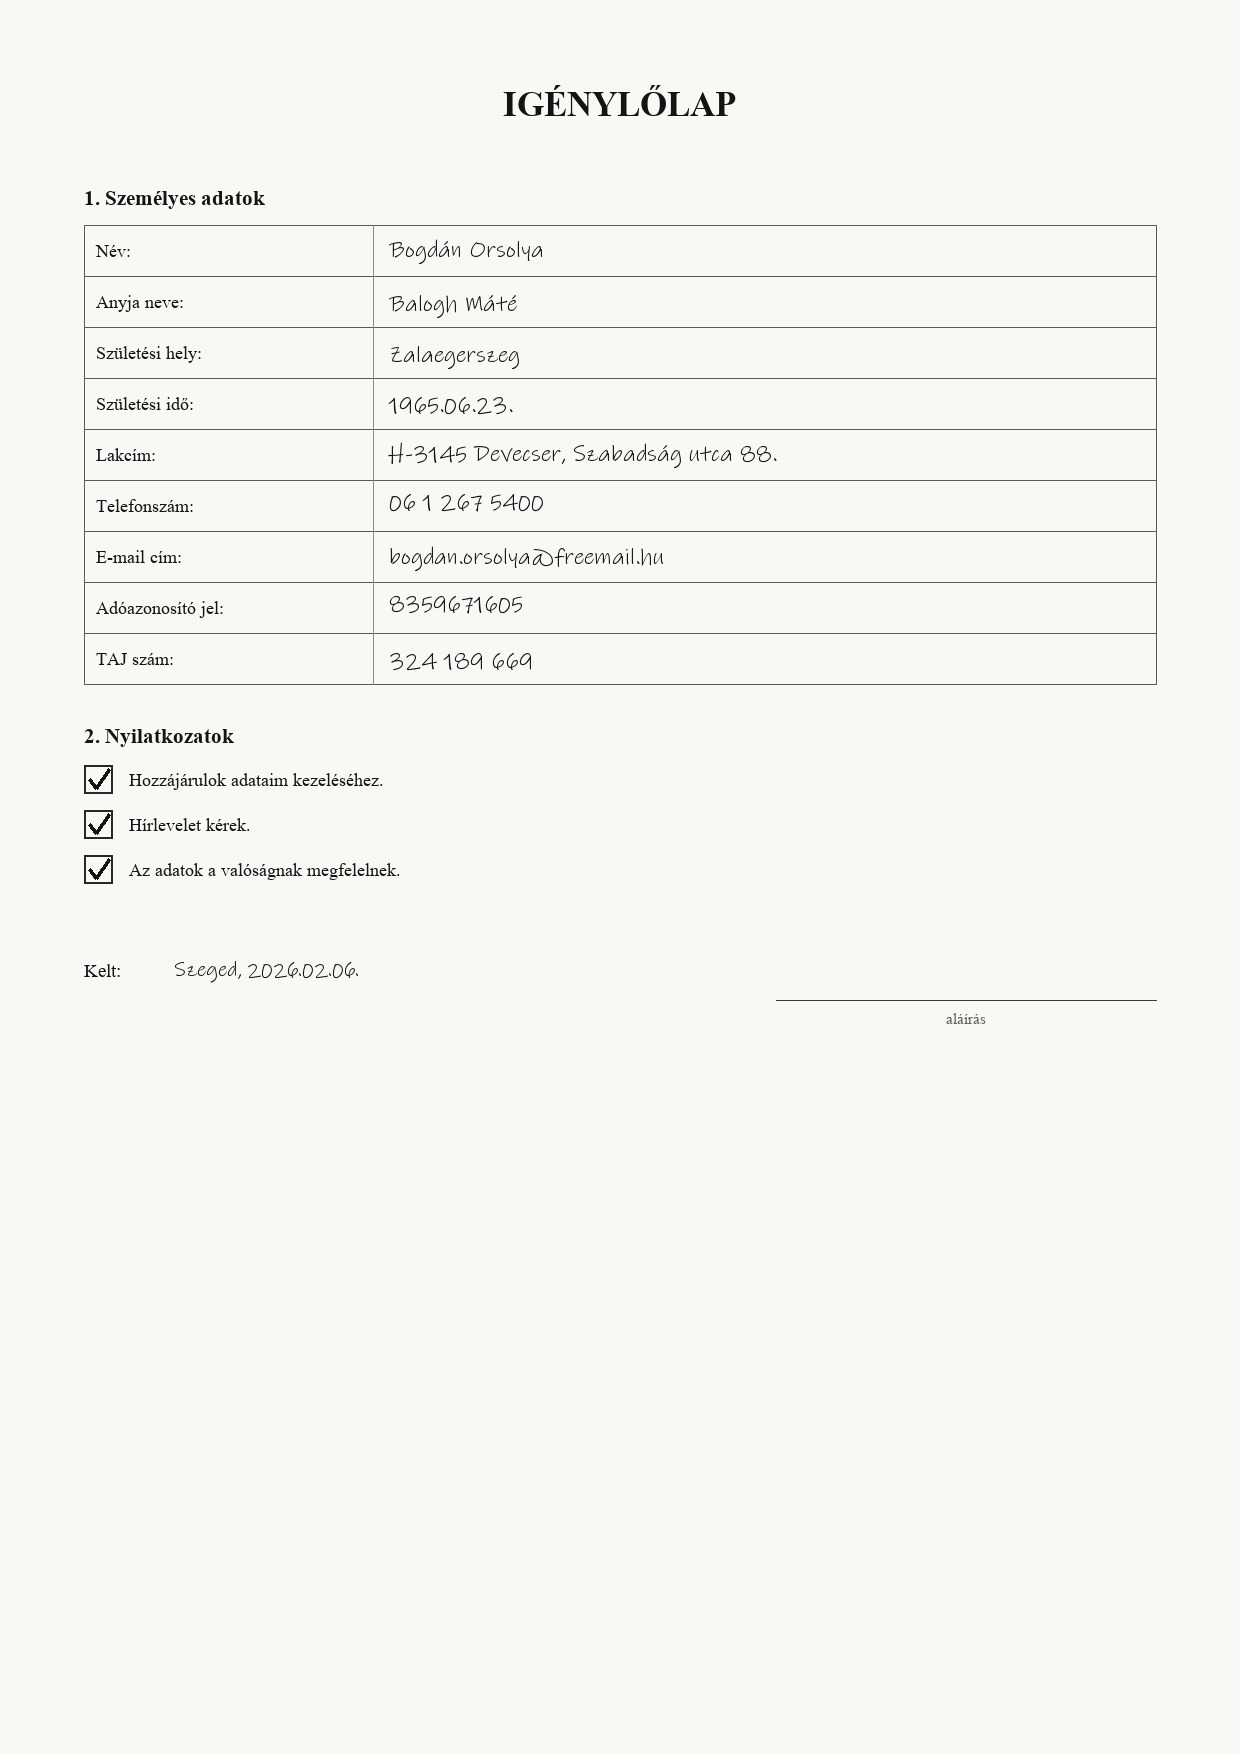 IGÉNYLŐLAP
1. Személyes adatok
Név: Bogdán Orsolya
Anyja neve: Balogh Máté
Születési hely: Zalaegerszeg
Születési idő: 1965.06.23.
Lakcím: H-3145 Devecser, Szabadság utca 88.
Telefonszám: 06 1 267 5400
E-mail cím: bogdan.orsolya@freemail.hu
Adóazonosító jel: 8359671605
TAJ szám: 324 189 669
2. Nyilatkozatok
Hozzájárulok adataim kezeléséhez.
Hírlevelet kérek.
Az adatok a valóságnak megfelelnek.
Kelt: Szeged, 2026.02.06.
aláírás